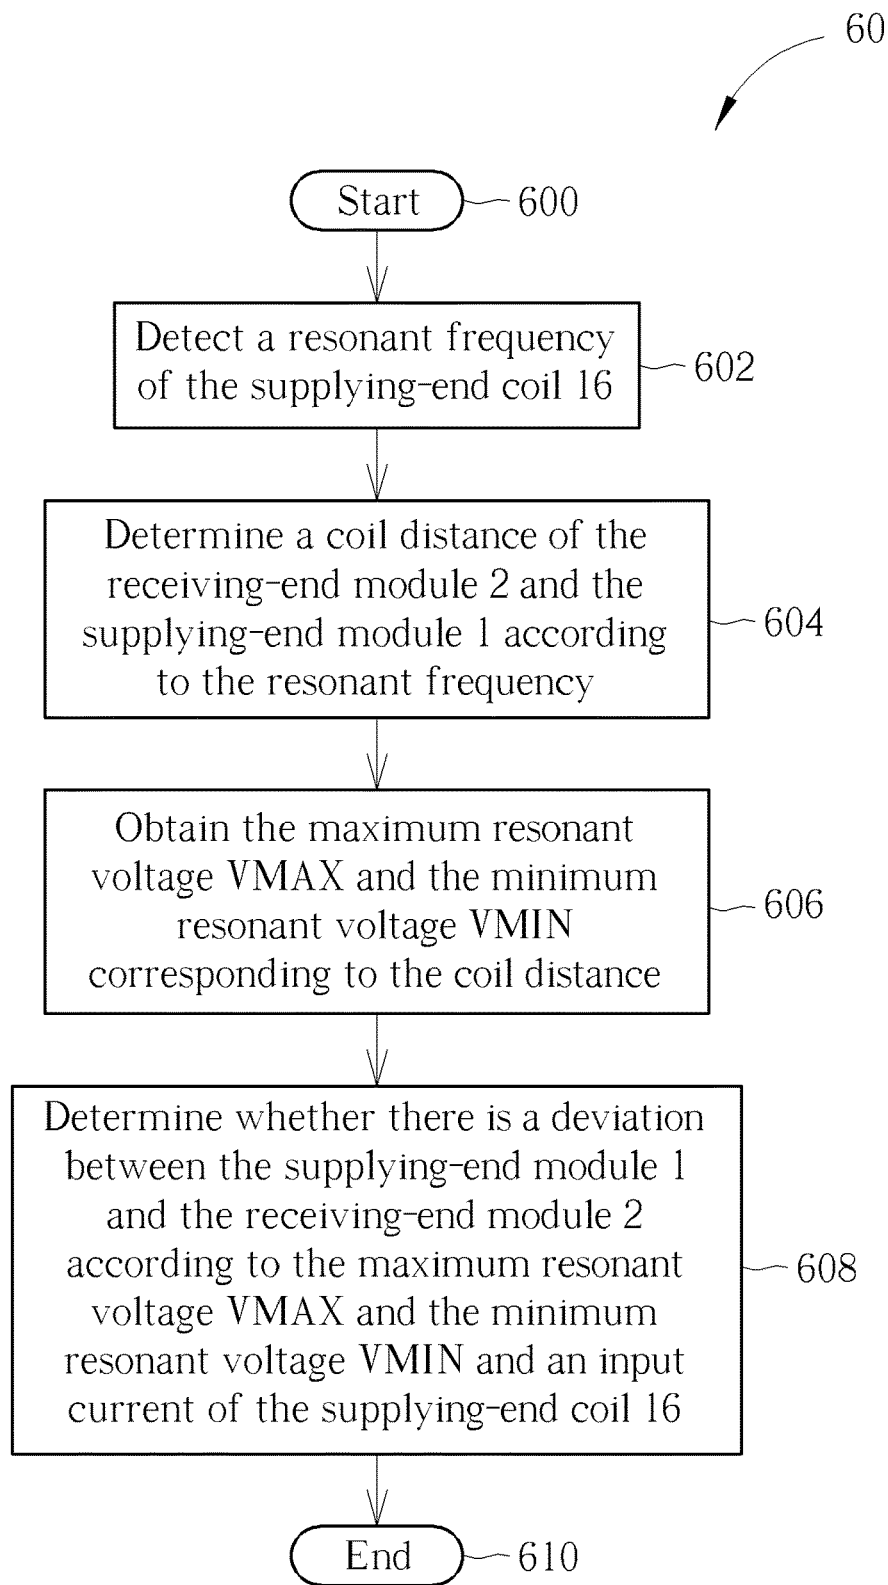 60
Start
600
Detect a resonant frequency
of the supplying-end coil 16
602
Determine a coil distance of the
receiving-end module 2 and the
supplying-end module 1 according
to the resonant frequency
604
Obtain the maximum resonant
voltage VMAX and the minimum
resonant voltage VMIN
corresponding to the coil distance
606
Determine whether there is a deviation
between the supplying-end module 1
and the receiving-end module 2
according to the maximum resonant
voltage VMAX and the minimum
resonant voltage VMIN and an input
current of the supplying-end coil 16
608
End
610